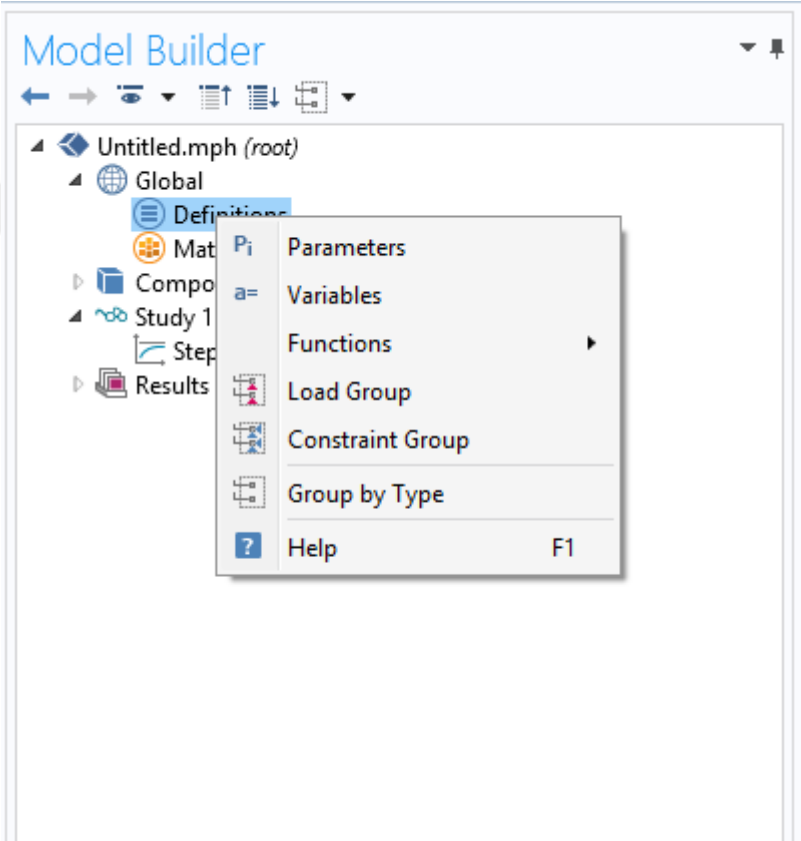 Model Builder
Untitled.mph (root)
Global
Definitions
Mat
Parameters
Compo
Variables
Study 1
Functions
Step
Load Group
Results
Constraint Group
Group by Type
Help F1